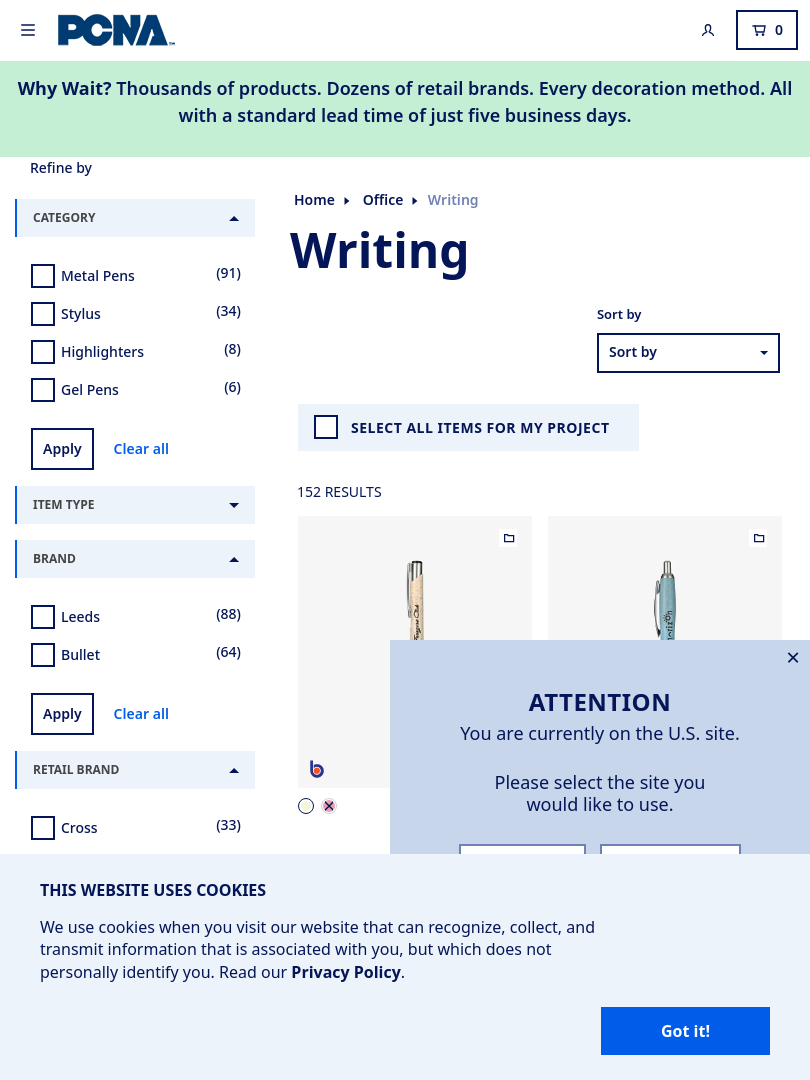 PCNA
0
Why Wait? Thousands of products. Dozens of retail brands. Every decoration method. All
with a standard lead time of just five business days.
Refine by
CATEGORY
Metal Pens (91)
Stylus (34)
Highlighters (8)
Gel Pens (6)
Apply Clear all
ITEM TYPE
BRAND
Leeds (88)
Bullet (64)
Apply Clear all
RETAIL BRAND
Cross (33)
Home Office Writing
Writing
Sort by
Sort by
SELECT ALL ITEMS FOR MY PROJECT
152 RESULTS
b
ATTENTION
You are currently on the U.S. site.
Please select the site you
would like to use.
THIS WEBSITE USES COOKIES
We use cookies when you visit our website that can recognize, collect, and
transmit information that is associated with you, but which does not
personally identify you. Read our Privacy Policy.
Got it!